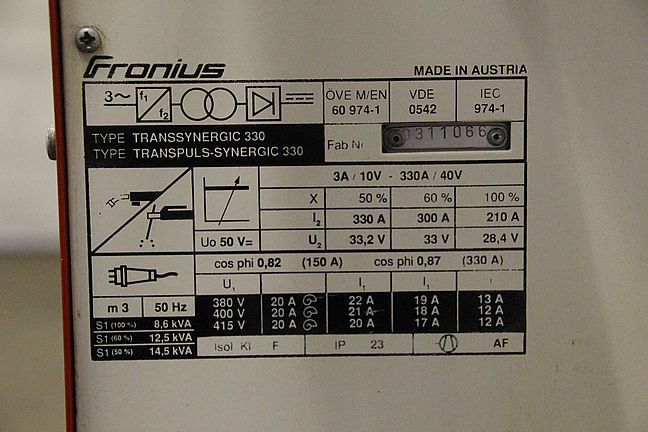 Fronius
MADE IN AUSTRIA
3~ f1 f2
ÖVE M/EN 60 974-1
VDE 0542
IEC 974-1
TYPE TRANSSYNERGIC 330
TYPE TRANSPULS-SYNERGIC 330
Fab Nr
0311066
3A / 10V - 330A / 40V
X 50 % 60 % 100 %
I2 330 A 300 A 210 A
Uo 50 V= U2 33,2 V 33 V 28,4 V
cos phi 0,82 (150 A) cos phi 0,87 (330 A)
U1 I1 I1 I
m 3 50 Hz
380 V 20 A 22 A 19 A 13 A
400 V 20 A 21 A 18 A 12 A
415 V 20 A 20 A 17 A 12 A
S1 (100 %) 8,6 kVA
S1 (60 %) 12,5 kVA
S1 (50 %) 14,5 kVA
Isol Kl F IP 23 AF